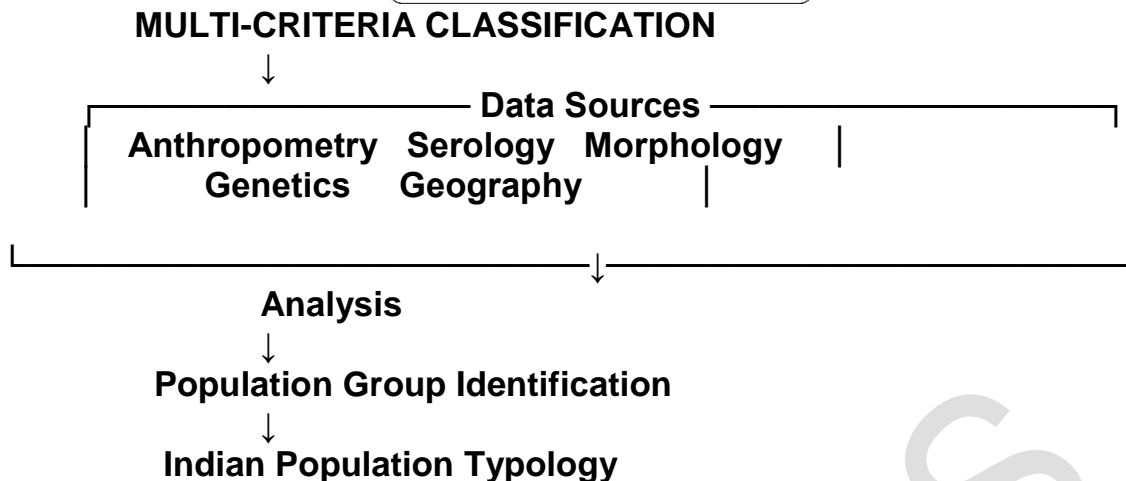 MULTI-CRITERIA CLASSIFICATION
↓
Data Sources
Anthropometry Serology Morphology
Genetics Geography
↓
Analysis
↓
Population Group Identification
↓
Indian Population Typology